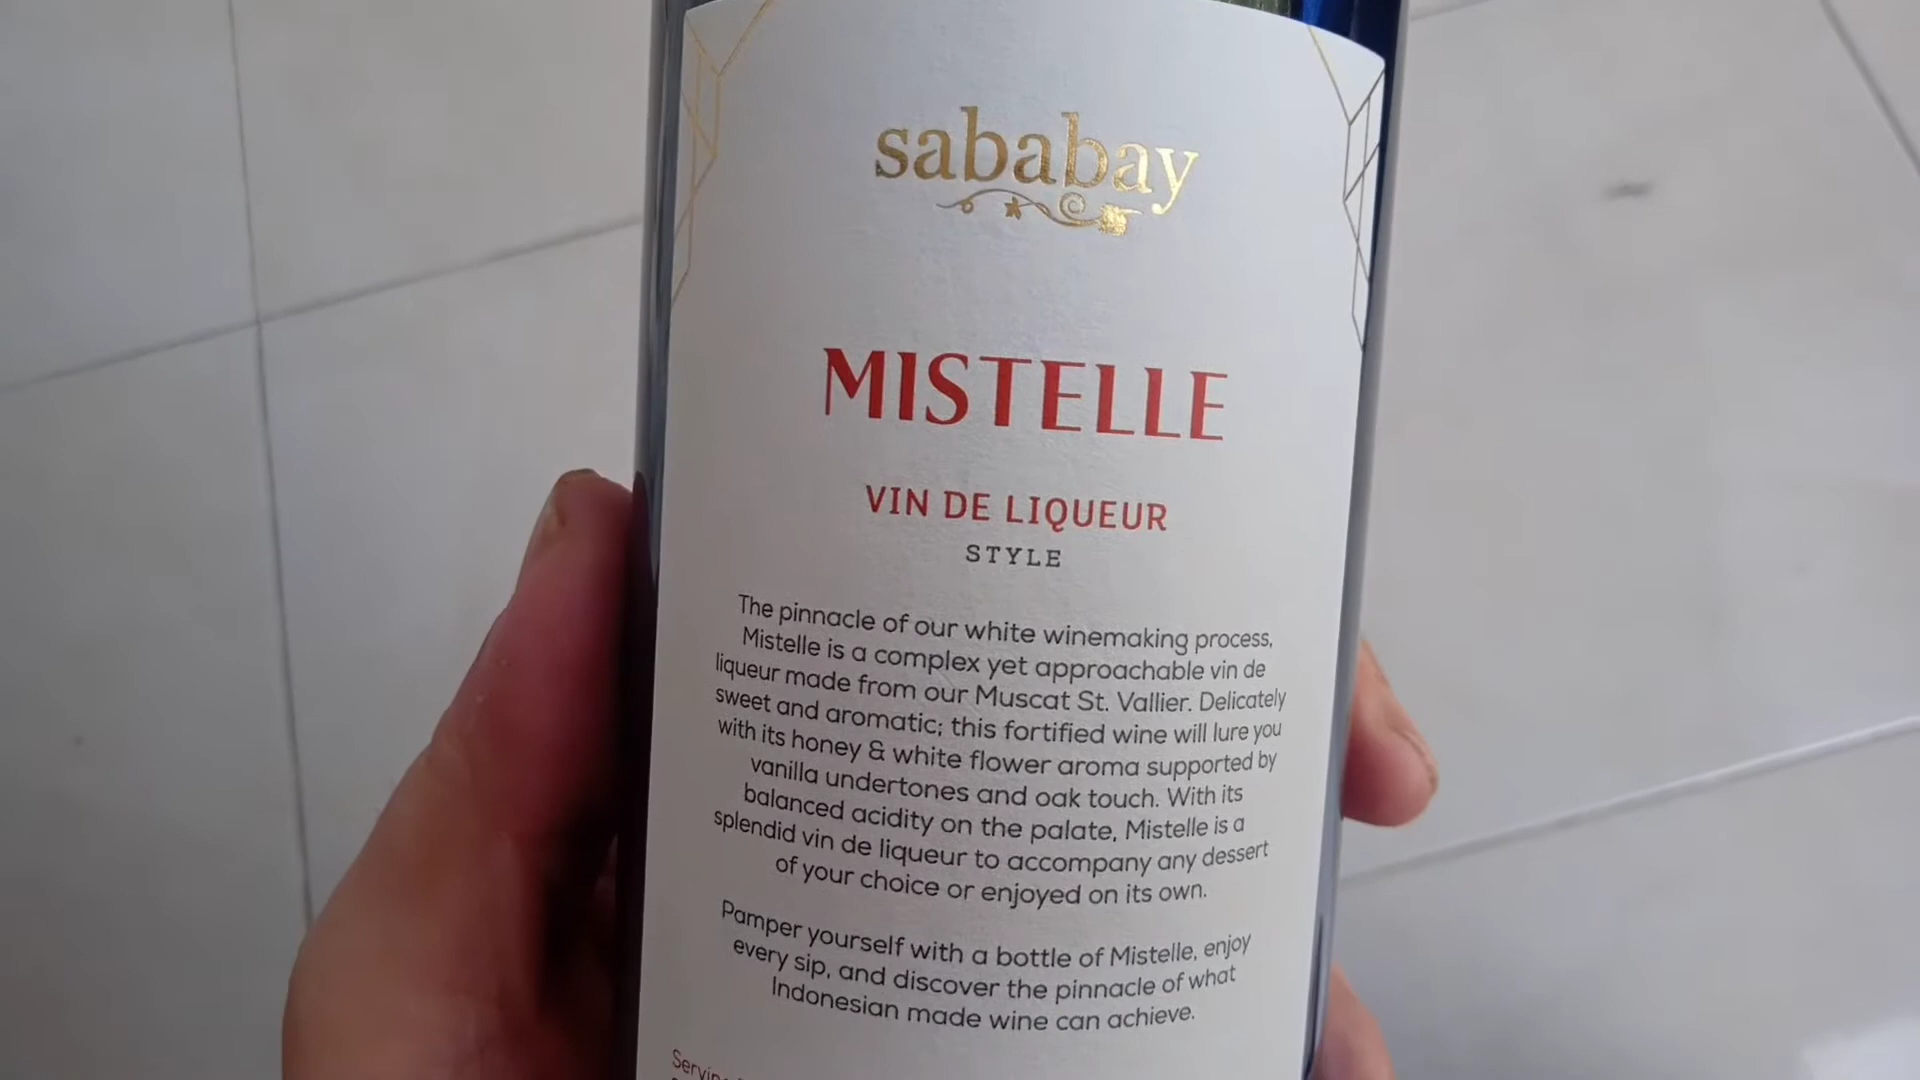 sababay
MISTELLE
VIN DE LIQUEUR
STYLE
The pinnacle of our white winemaking process,
Mistelle is a complex yet approachable vin de
liqueur made from our Muscat St. Vallier. Delicately
sweet and aromatic; this fortified wine will lure you
with its honey & white flower aroma supported by
vanilla undertones and oak touch. With its
balanced acidity on the palate, Mistelle is a
splendid vin de liqueur to accompany any dessert
of your choice or enjoyed on its own.
Pamper yourself with a bottle of Mistelle, enjoy
every sip, and discover the pinnacle of what
Indonesian made wine can achieve.